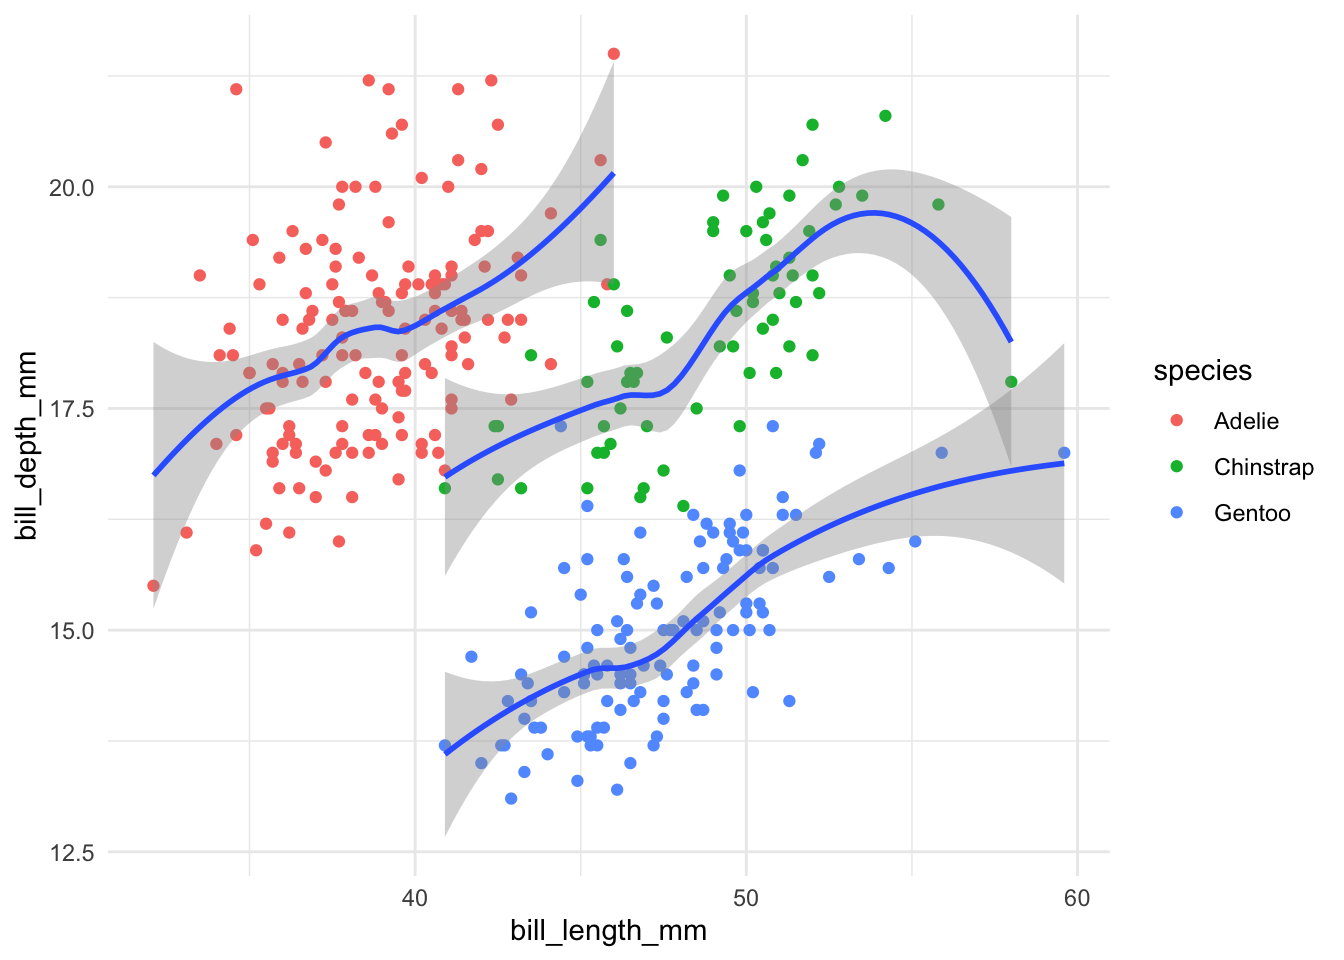 20.0
17.5
15.0
12.5
bill_depth_mm
40
50
60
bill_length_mm
species
Adelie
Chinstrap
Gentoo